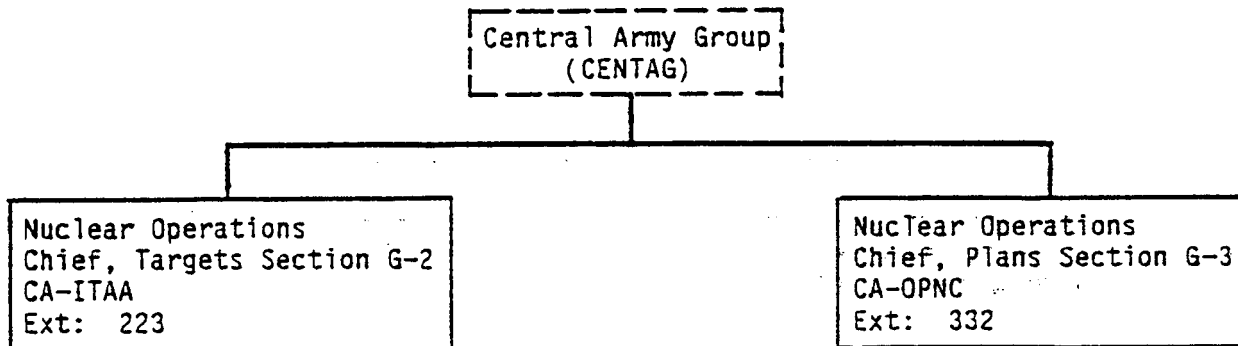 Central Army Group
(CENTAG)
Nuclear Operations
Chief, Targets Section G-2
CA-ITAA
Ext: 223
Nuclear Operations
Chief, Plans Section G-3
CA-OPNC
Ext: 332